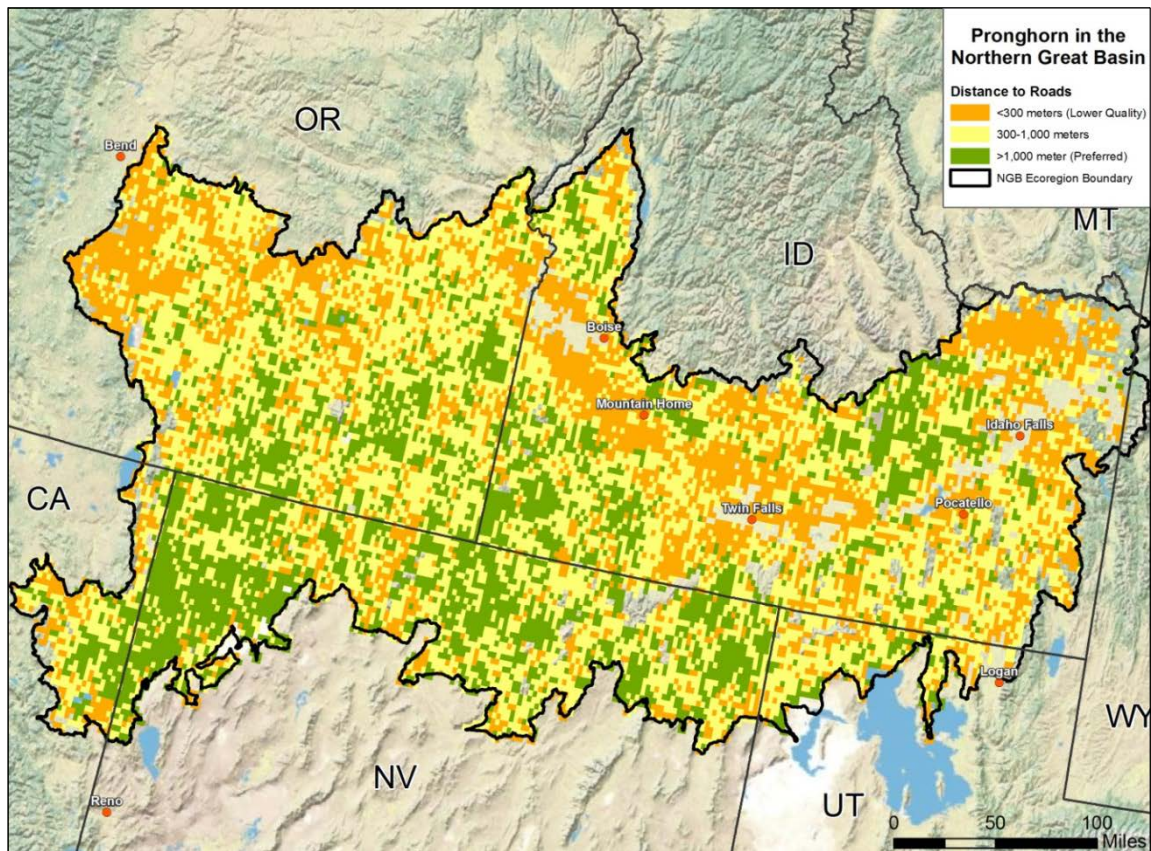 Pronghorn in the
Northern Great Basin
Distance to Roads
<300 meters (Lower Quality)
300-1,000 meters
>1,000 meter (Preferred)
NGB Ecoregion Boundary
OR
Bend
MT
ID
Boise
Mountain Home
Idaho Falls
CA
Twin Falls
Pocatello
Logan
WY
NV
UT
Reno
0 50 100
Miles